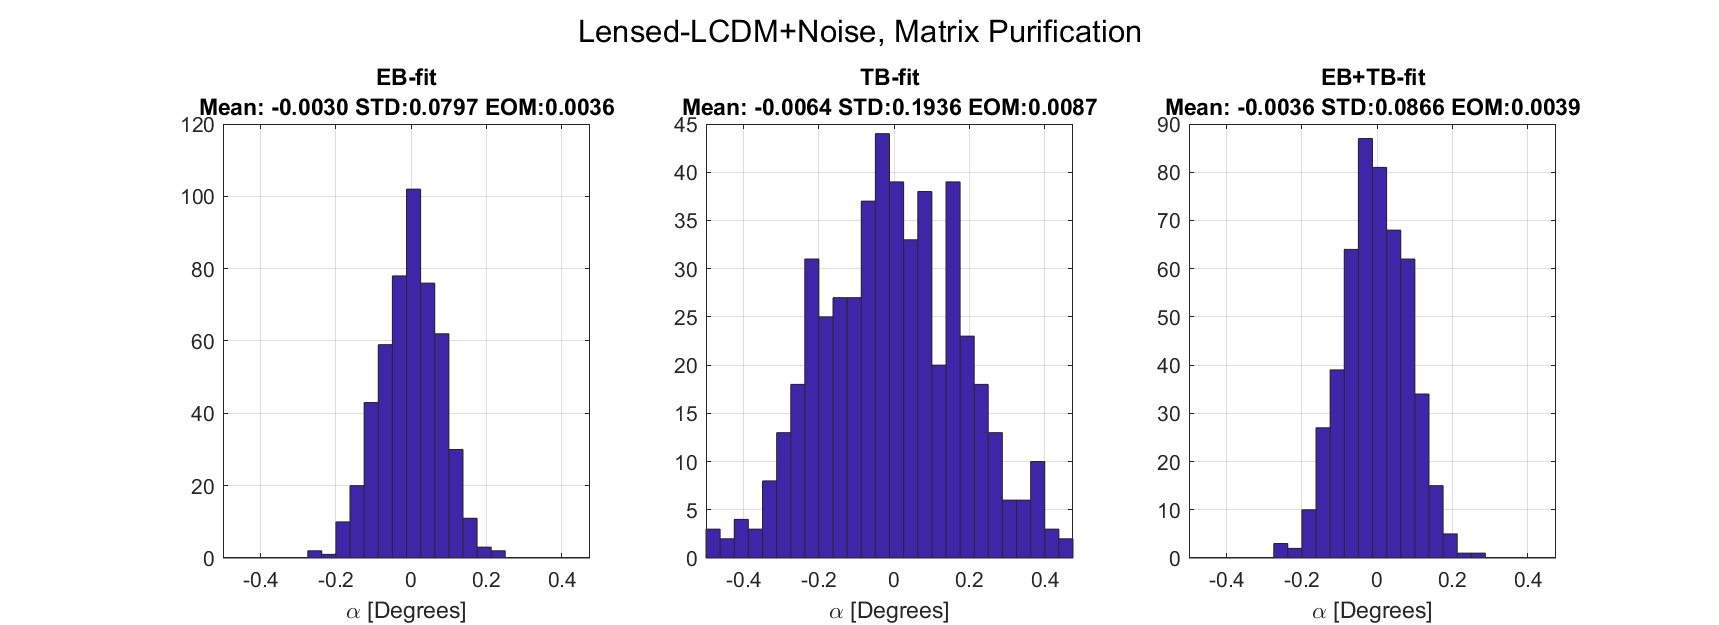 Lensed-LCDM+Noise, Matrix Purification
EB-fit
Mean: -0.0030 STD:0.0797 EOM:0.0036
120
100
80
60
40
20
0
-0.4 -0.2 0 0.2 0.4
α [Degrees]
TB-fit
Mean: -0.0064 STD:0.1936 EOM:0.0087
45
40
35
30
25
20
15
10
5
0
-0.4 -0.2 0 0.2 0.4
α [Degrees]
EB+TB-fit
Mean: -0.0036 STD:0.0866 EOM:0.0039
90
80
70
60
50
40
30
20
10
0
-0.4 -0.2 0 0.2 0.4
α [Degrees]